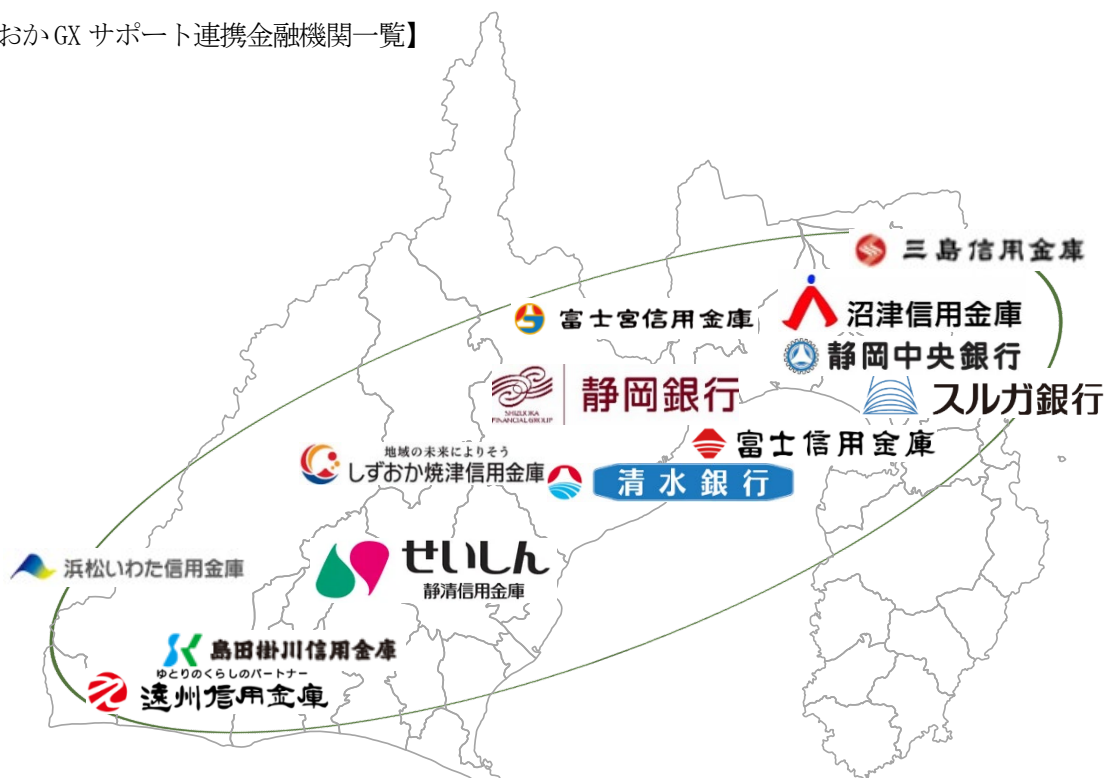 おかGXサポート連携金融機関一覧】
三島信用金庫
富士宮信用金庫
沼津信用金庫
静岡中央銀行
SHIZUOKA
FINANCIAL GROUP
静岡銀行
スルガ銀行
富士信用金庫
地域の未来によりそう
しずおか焼津信用金庫
清水銀行
せいしん
静清信用金庫
浜松いわた信用金庫
島田掛川信用金庫
ゆとりのくらしのパートナー
遠州信用金庫